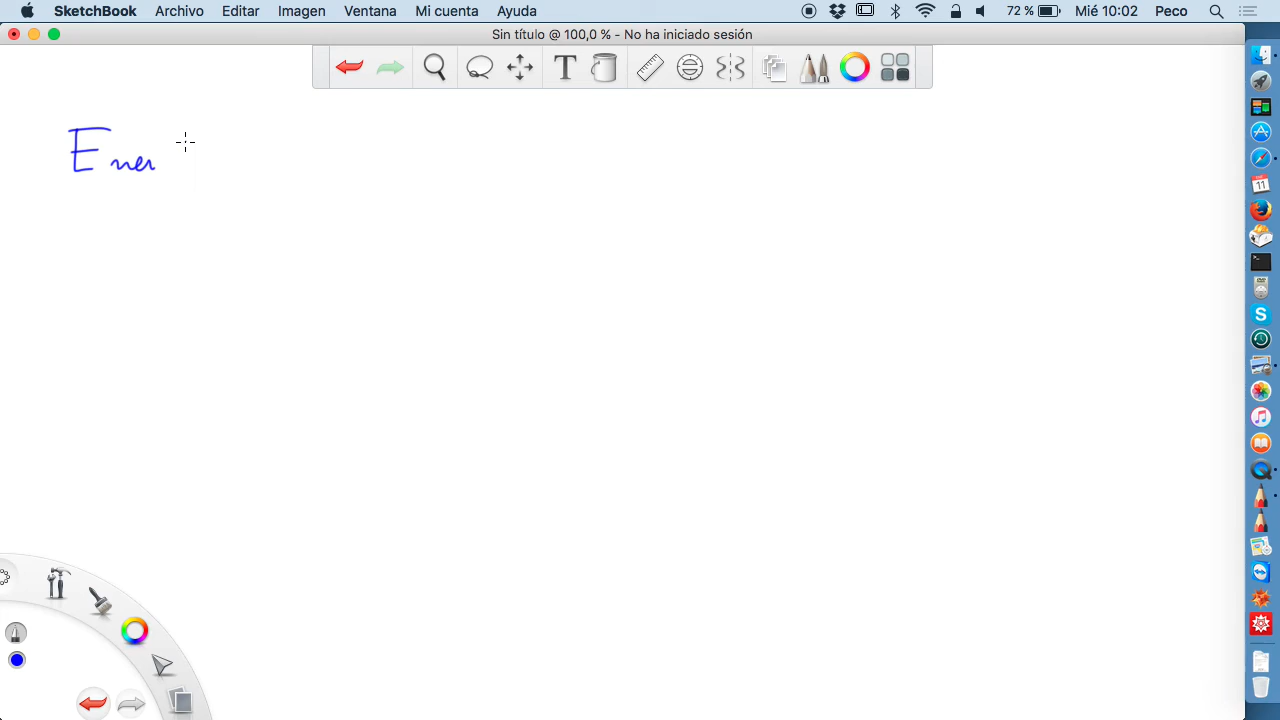 SketchBook Archivo Editar Imagen Ventana Mi cuenta Ayuda 72 % Mié 10:02 Peco
Sin título @ 100,0 % - No ha iniciado sesión
T
Ener
11
S